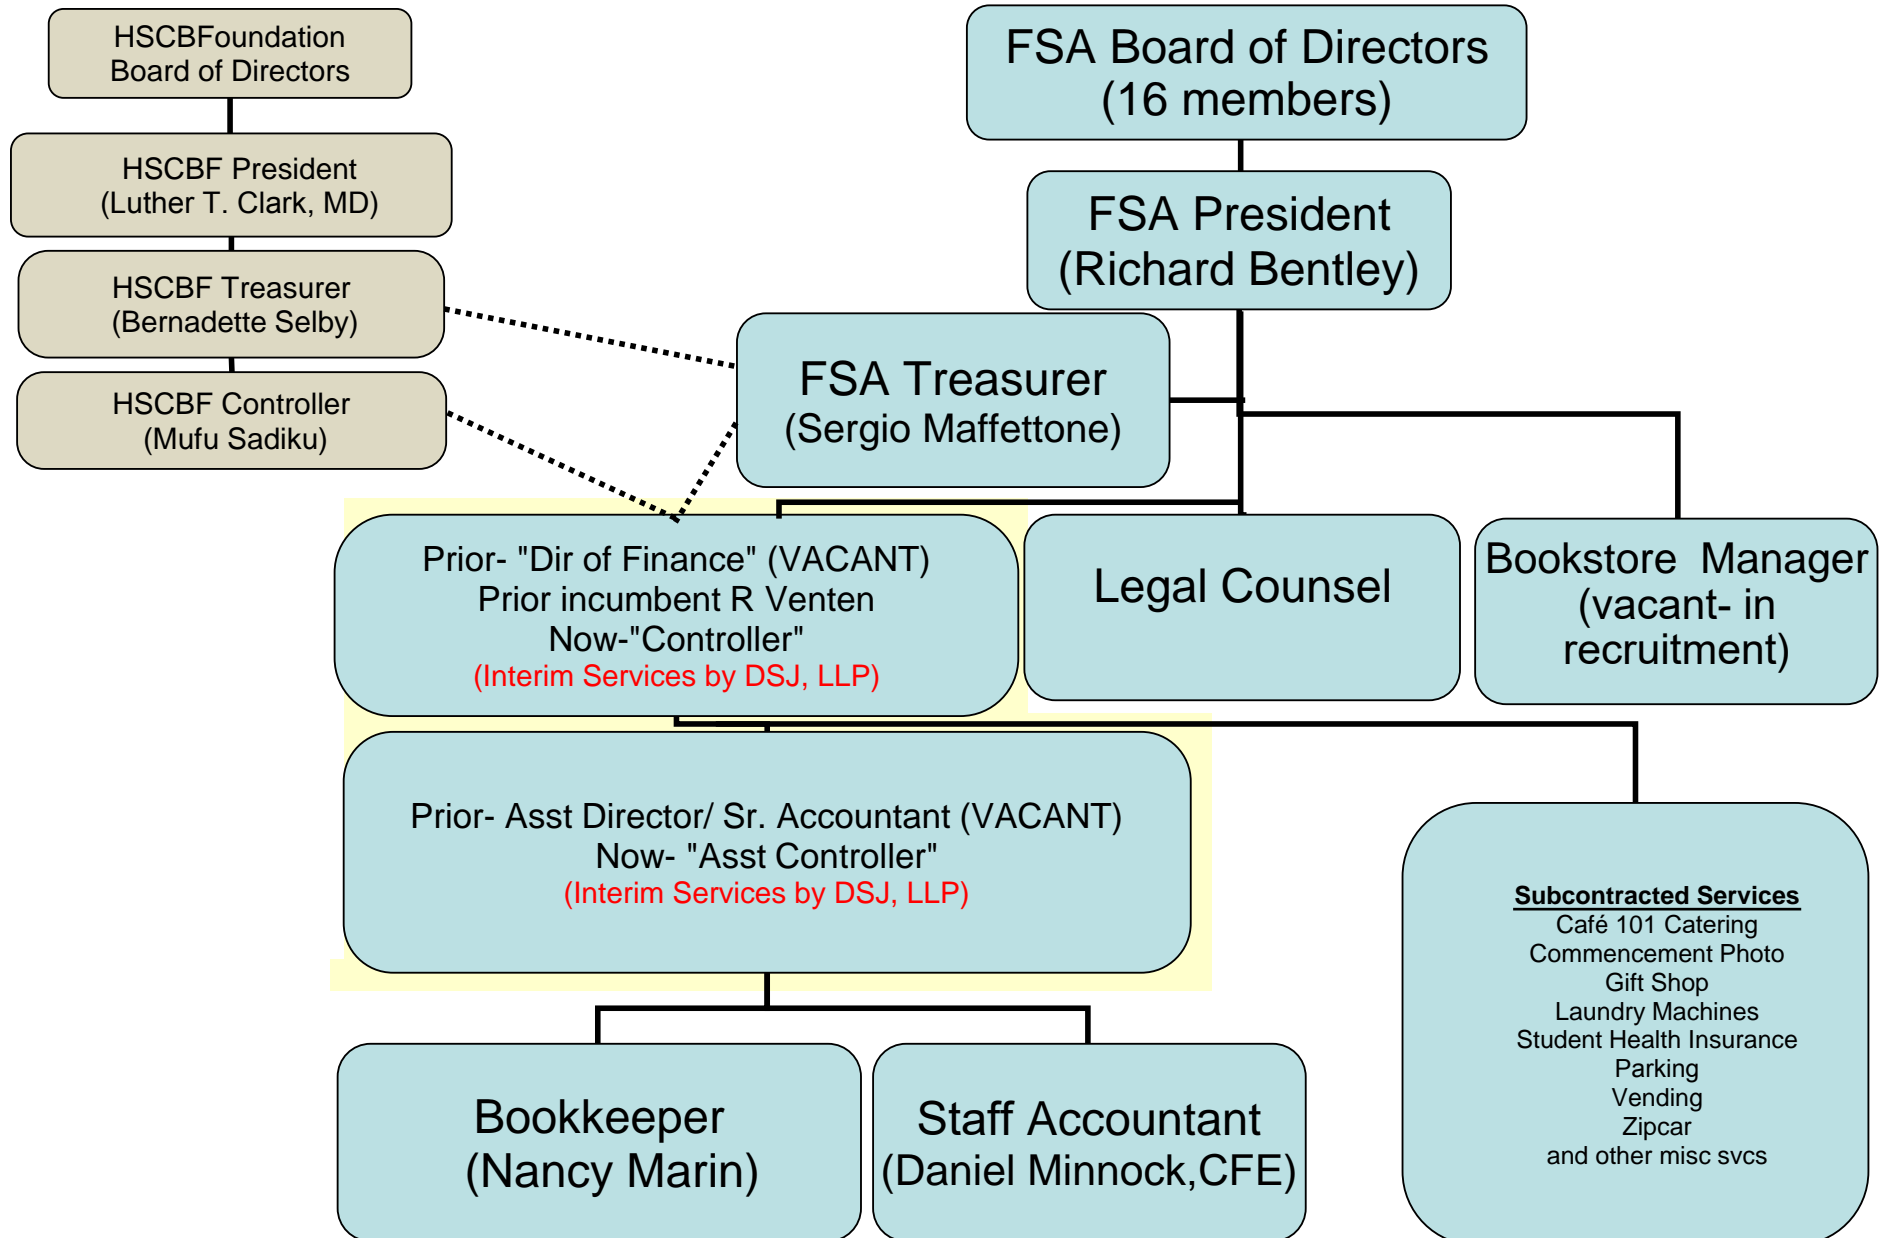 HSCBFoundation
Board of Directors
HSCBF President
(Luther T. Clark, MD)
HSCBF Treasurer
(Bernadette Selby)
HSCBF Controller
(Mufu Sadiku)
FSA Board of Directors
(16 members)
FSA President
(Richard Bentley)
FSA Treasurer
(Sergio Maffettone)
Prior- "Dir of Finance" (VACANT)
Prior incumbent R Venten
Now-"Controller"
(Interim Services by DSJ, LLP)
Legal Counsel
Bookstore  Manager
(vacant- in
recruitment)
Prior- Asst Director/ Sr. Accountant (VACANT)
Now- "Asst Controller"
(Interim Services by DSJ, LLP)
Subcontracted Services
Café 101 Catering
Commencement Photo
Gift Shop
Laundry Machines
Student Health Insurance
Parking
Vending
Zipcar
and other misc svcs
Bookkeeper
(Nancy Marin)
Staff Accountant
(Daniel Minnock,CFE)